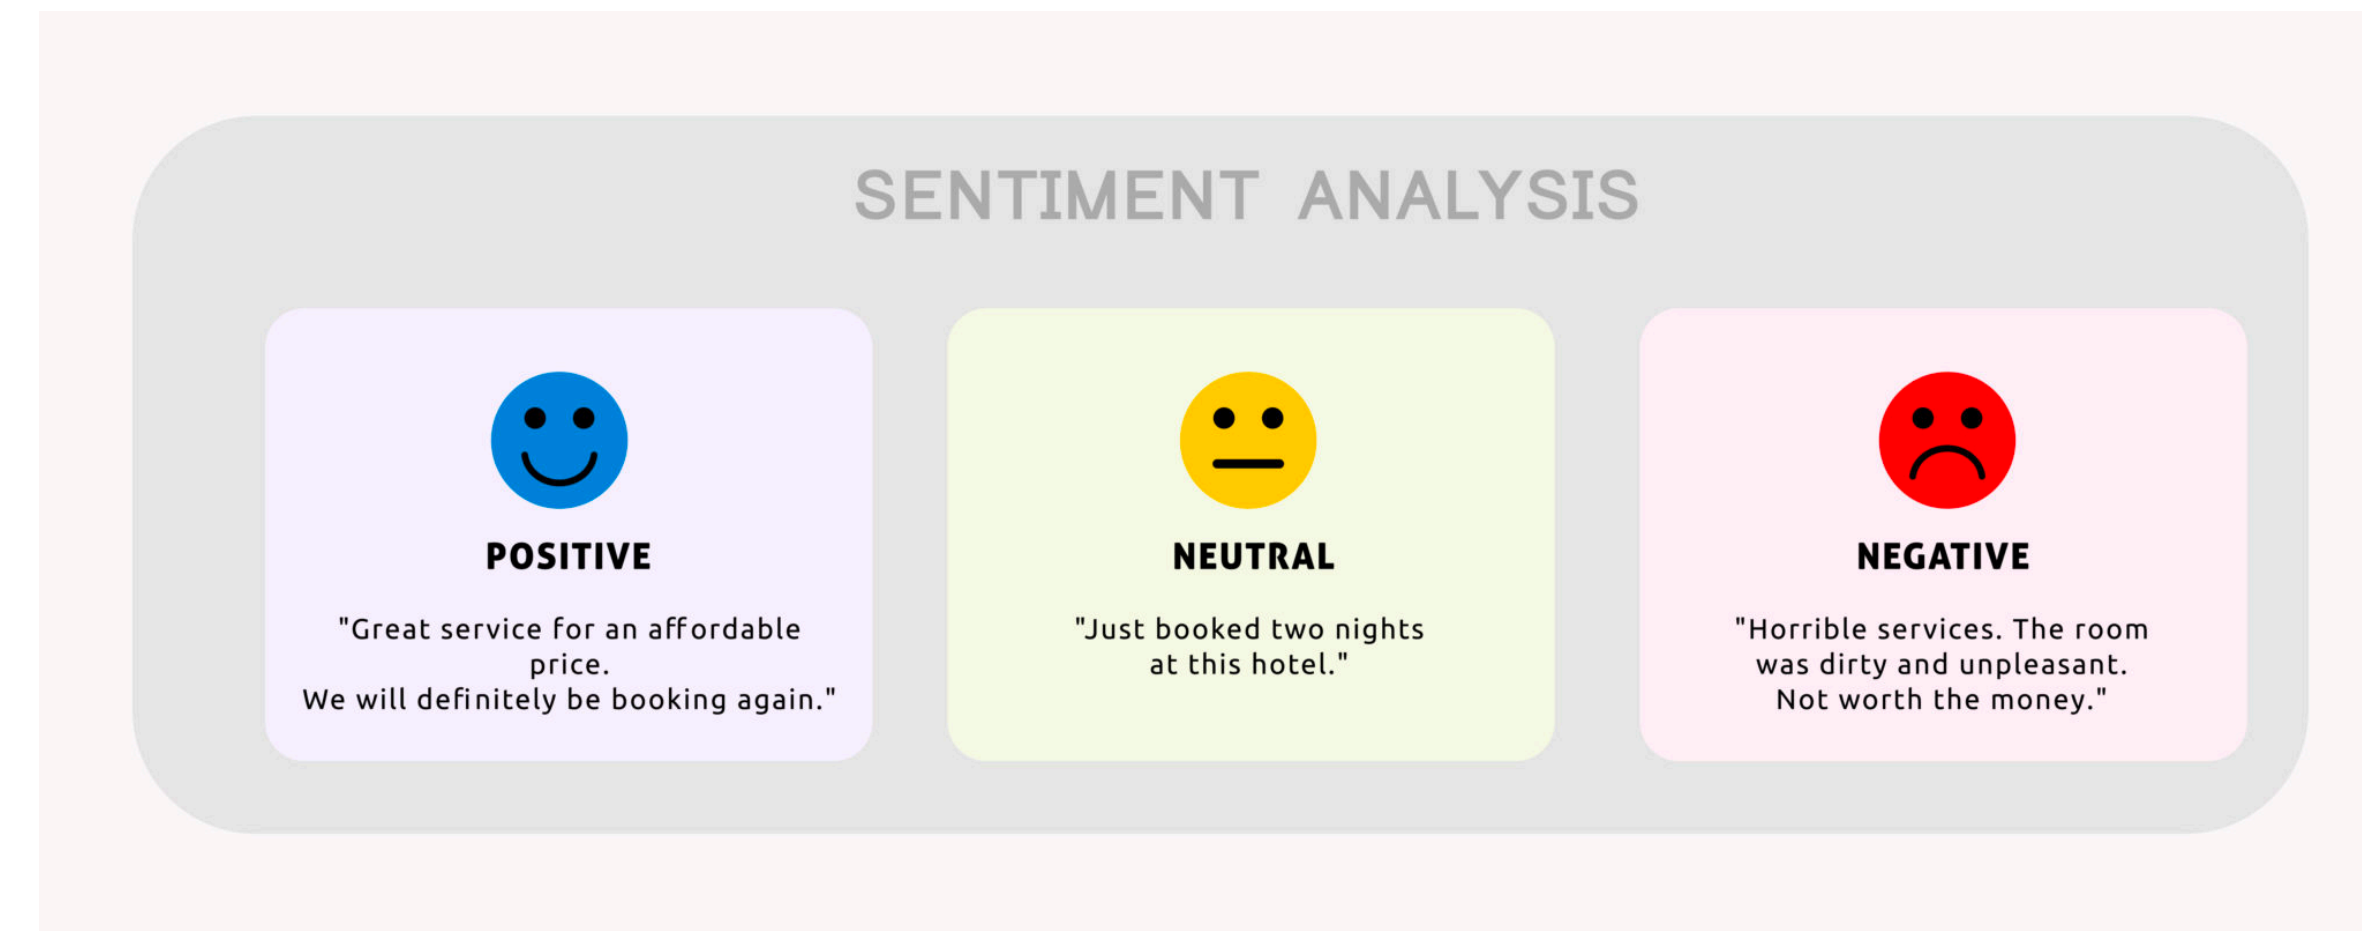 SENTIMENT ANALYSIS
POSITIVE
"Great service for an affordable
price.
We will definitely be booking again."
NEUTRAL
"Just booked two nights
at this hotel."
NEGATIVE
"Horrible services. The room
was dirty and unpleasant.
Not worth the money."